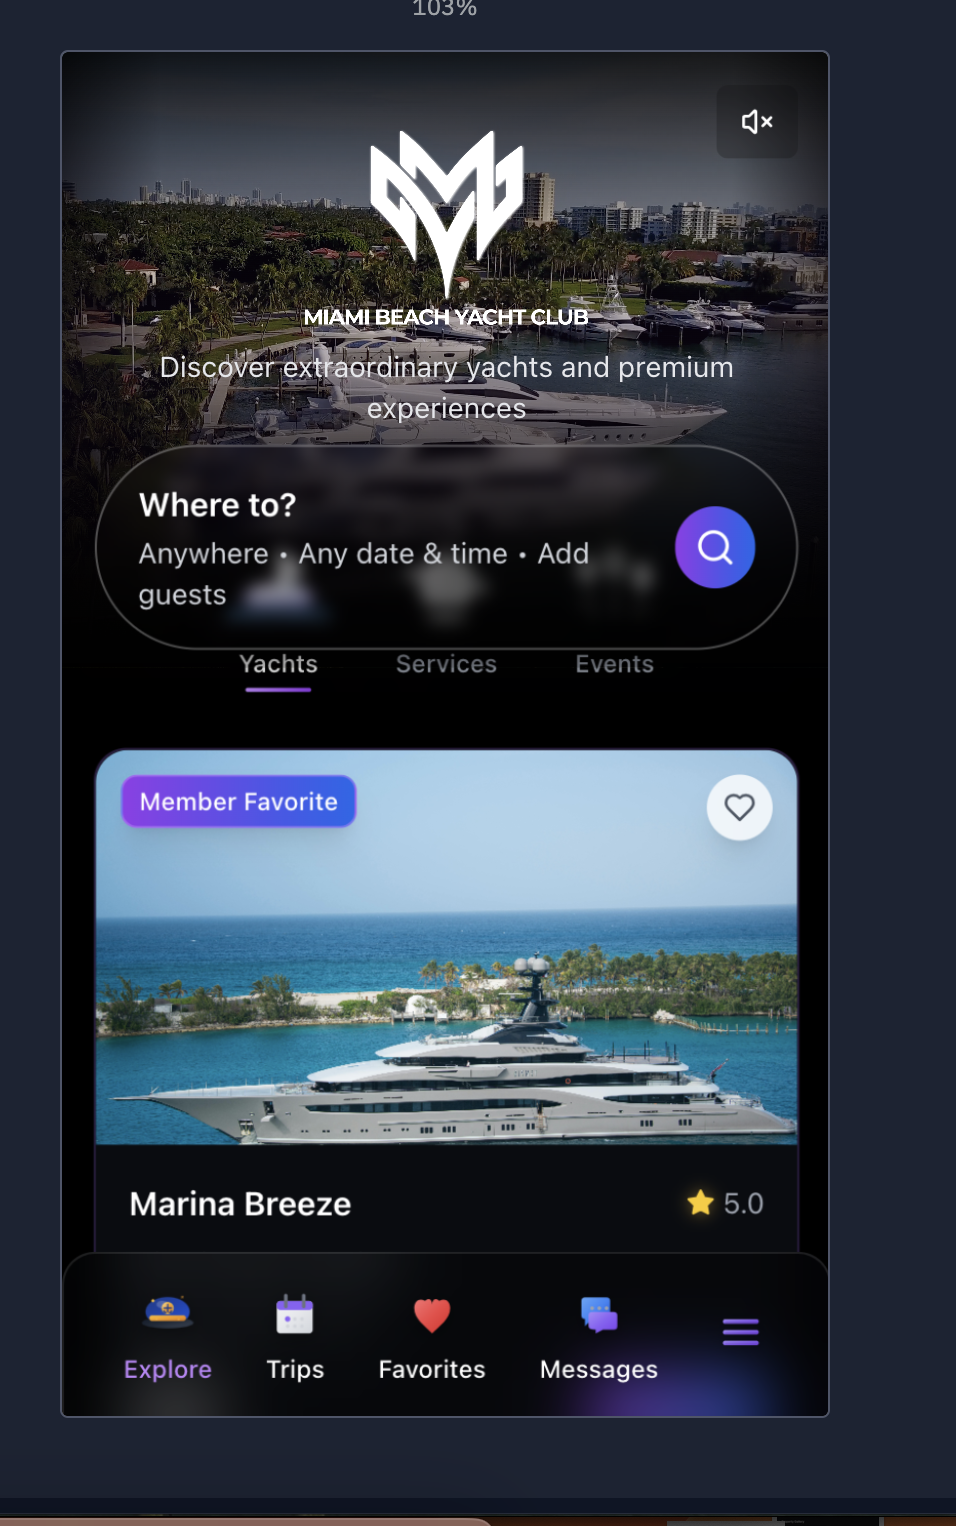 103%
MIAMI BEACH YACHT CLUB
Discover extraordinary yachts and premium
experiences
Where to?
Anywhere • Any date & time • Add
guests
Yachts
Services
Events
Member Favorite
Marina Breeze
5.0
Explore
Trips
Favorites
Messages